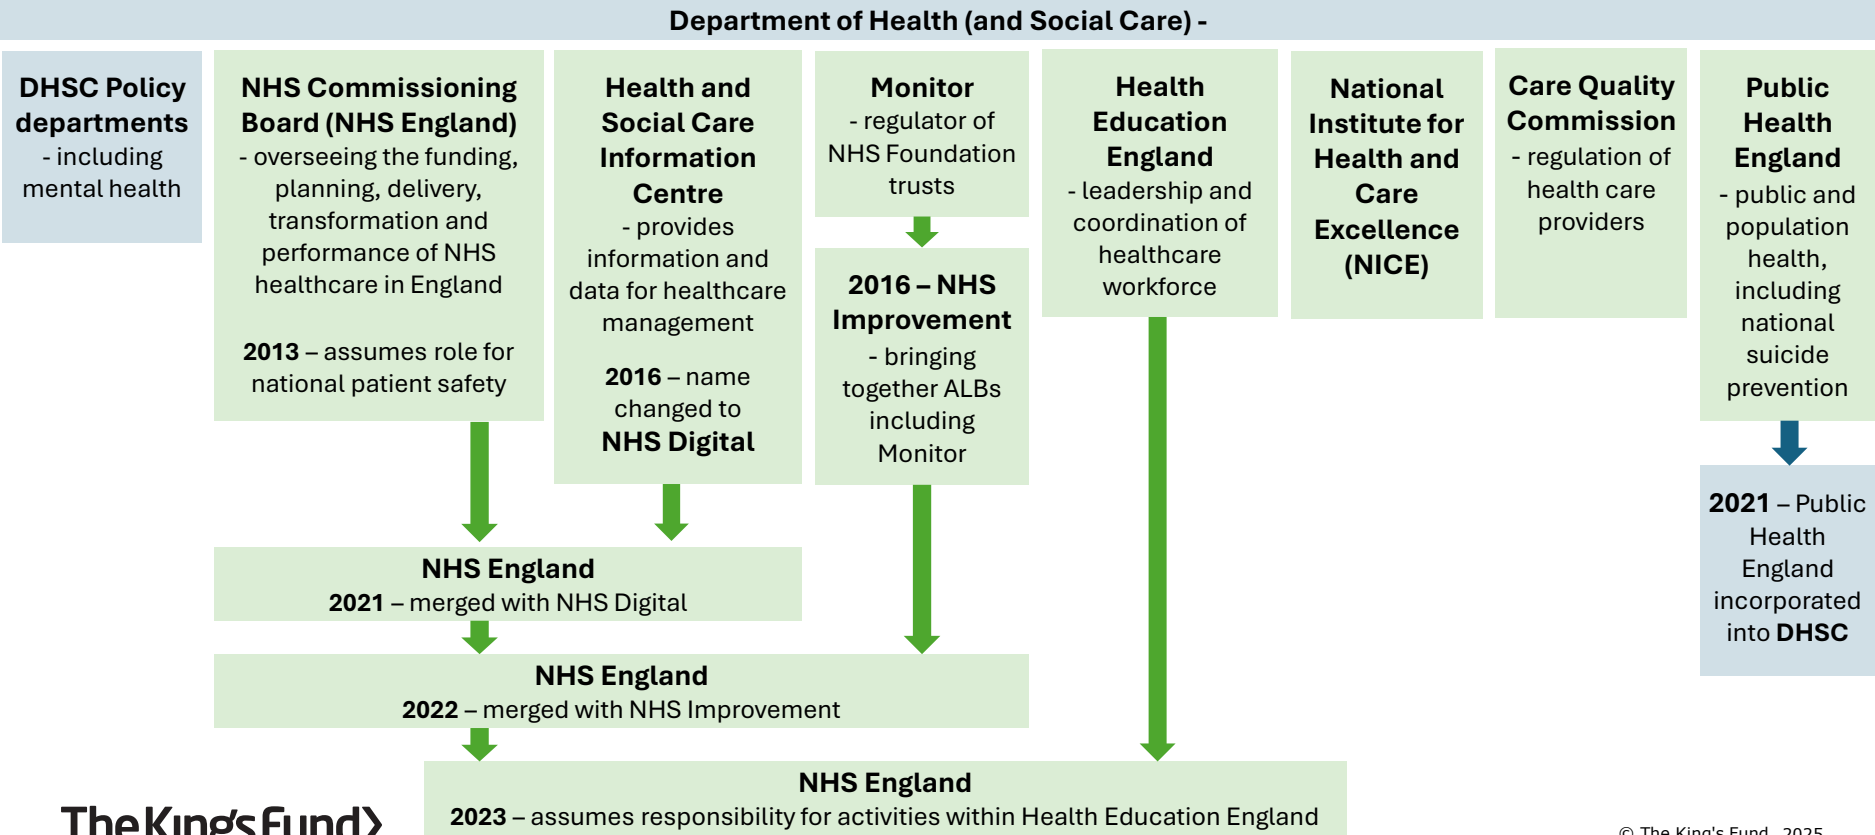 Department of Health (and Social Care) -
DHSC Policy
departments
- including
mental health
NHS Commissioning
Board (NHS England)
- overseeing the funding,
planning, delivery,
transformation and
performance of NHS
healthcare in England
2013 – assumes role for
national patient safety
Health and
Social Care
Information
Centre
- provides
information and
data for healthcare
management
2016 – name
changed to
NHS Digital
Monitor
- regulator of
NHS Foundation
trusts
2016 – NHS
Improvement
- bringing
together ALBs
including
Monitor
Health
Education
England
- leadership and
coordination of
healthcare
workforce
National
Institute for
Health and
Care
Excellence
(NICE)
Care Quality
Commission
- regulation of
health care
providers
Public
Health
England
- public and
population
health,
including
national
suicide
prevention
2021 – Public
Health
England
incorporated
into DHSC
NHS England
2021 – merged with NHS Digital
NHS England
2022 – merged with NHS Improvement
NHS England
2023 – assumes responsibility for activities within Health Education England
The King's Fund>
© The King's Fund 2025